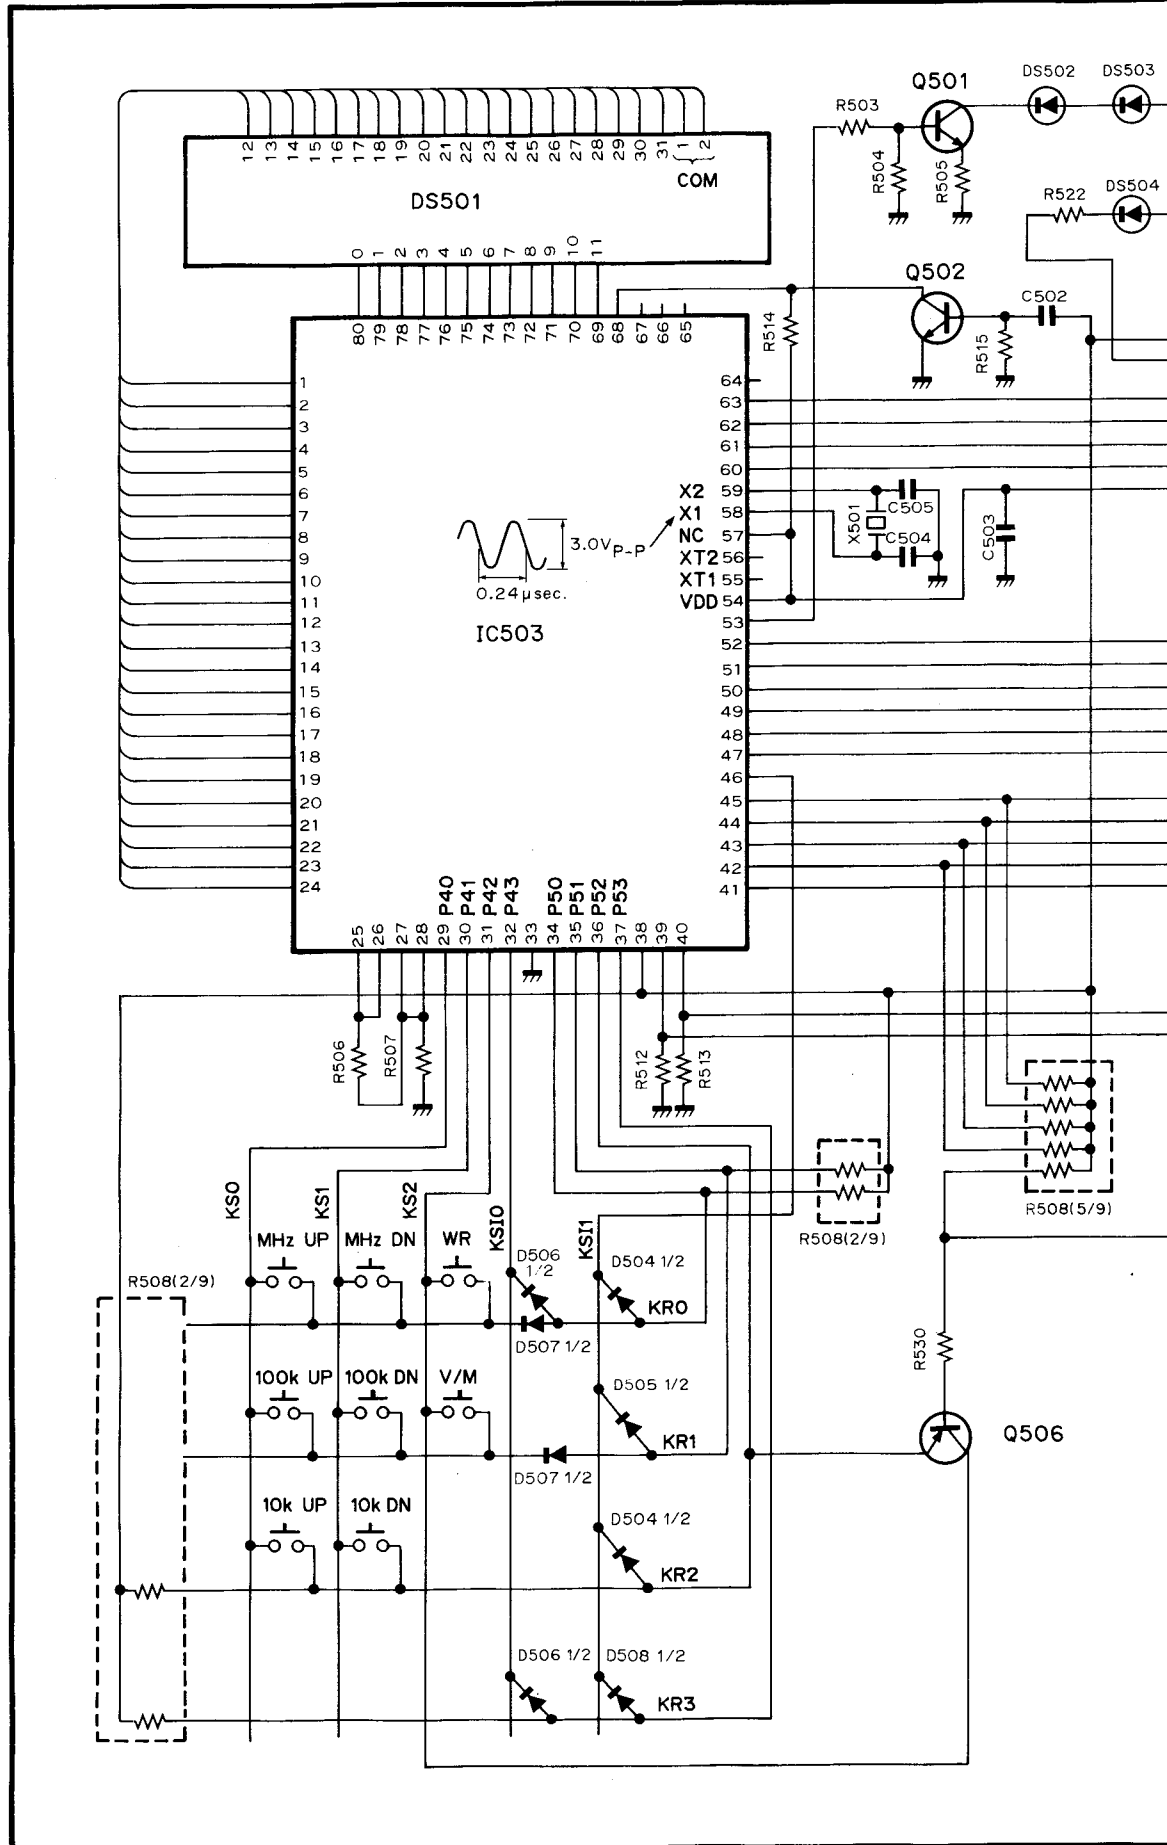 Q501
DS502
DS503
R503
R504
R505
12 13 14 15 16 17 18 19 20 21 22 23 24 25 26 27 28 29 30 31 1 2
COM
DS501
0 1 2 3 4 5 6 7 8 9 10 11
R522
DS504
Q502
C502
R514
R515
80 79 78 77 76 75 74 73 72 71 70 69 68 67 66 65
1
2
3
4
5
6
7
8
9
10
11
12
13
14
15
16
17
18
19
20
21
22
23
24
64
63
62
61
60
X2 59
X1 58
NC 57
XT2 56
XT1 55
VDD 54
53
52
51
50
49
48
47
46
45
44
43
42
41
3.0VP-P
0.24µsec.
IC503
X501
C505
C504
C503
P40 P41 P42 P43 P50 P51 P52 P53
25 26 27 28 29 30 31 32 33 34 35 36 37 38 39 40
R506
R507
R512
R513
R508(2/9)
R508(5/9)
KS0
KS1
KS2
KSI0
KSI1
MHz UP
MHz DN
WR
D506
1/2
D504 1/2
KR0
R508(2/9)
D507 1/2
100k UP
100k DN
V/M
D505 1/2
KR1
D507 1/2
R530
Q506
10k UP
10k DN
D504 1/2
KR2
D506 1/2
D508 1/2
KR3